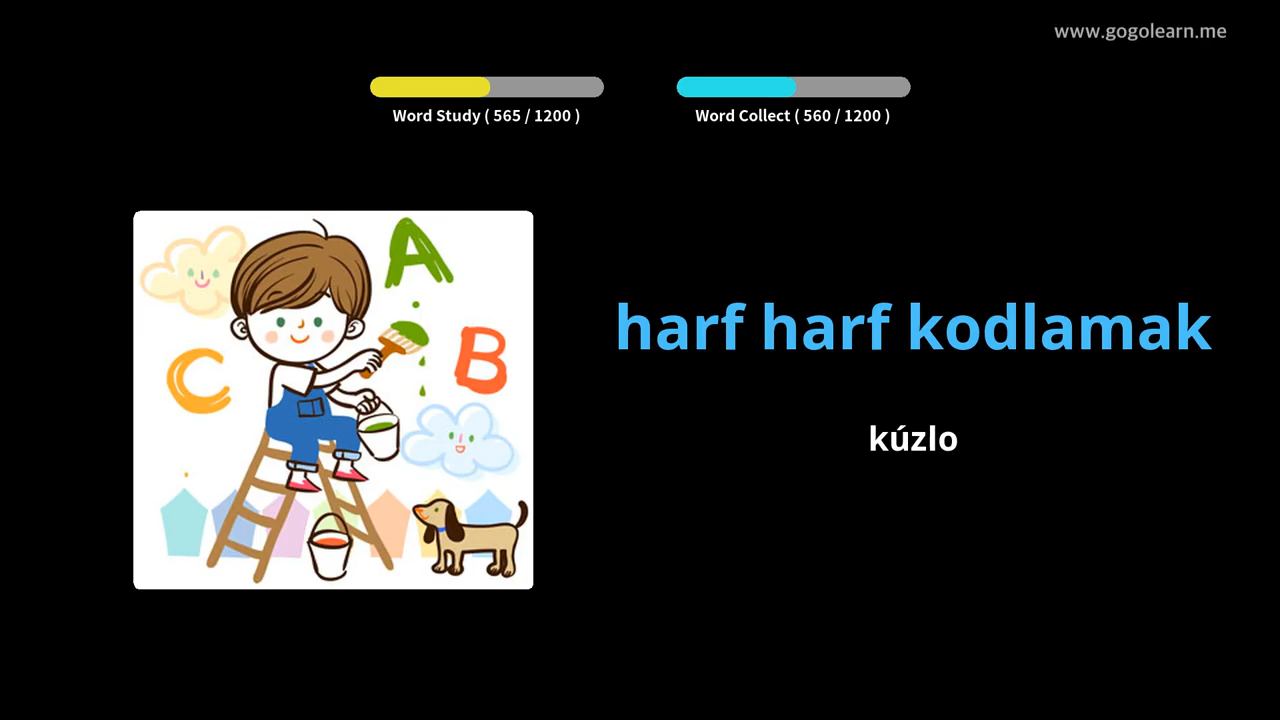 www.gogolearn.me
Word Study ( 565 / 1200 )
Word Collect ( 560 / 1200 )
A
B
C
harf harf kodlamak
kúzlo